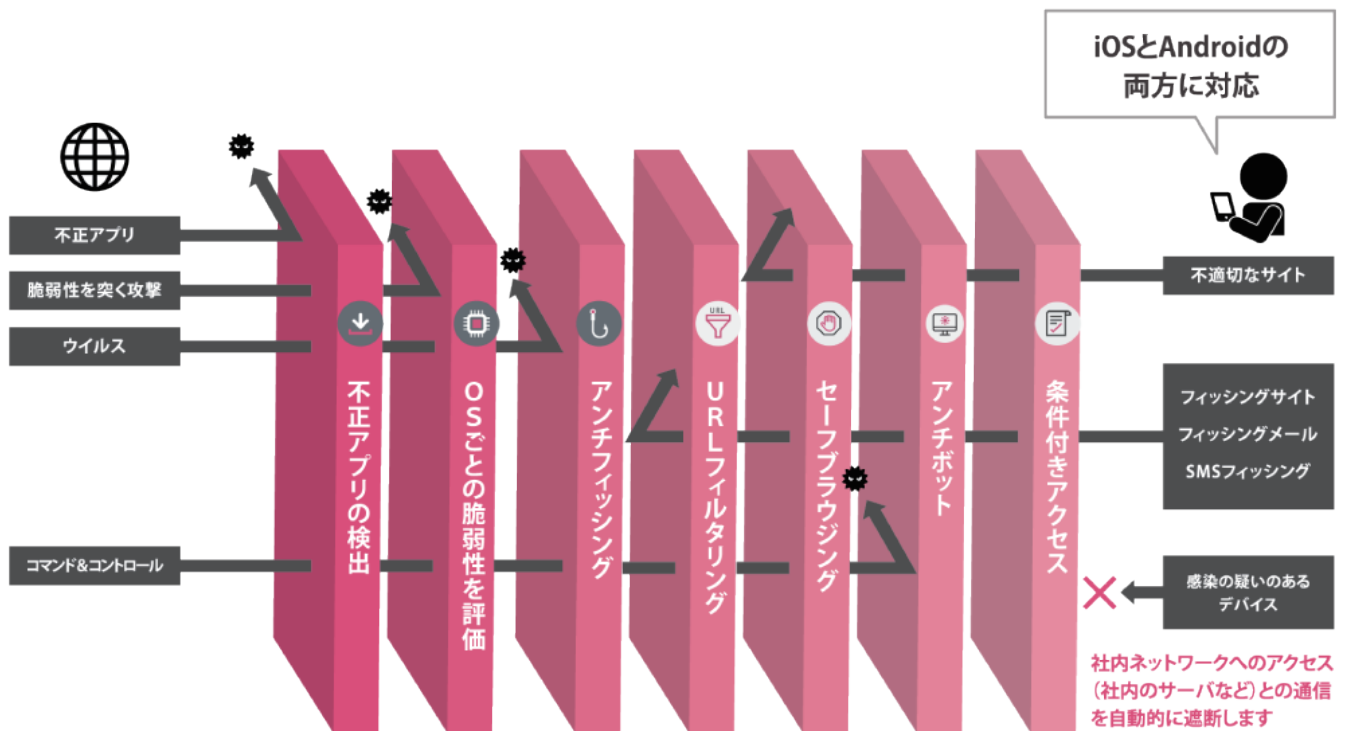 iOSとAndroidの
両方に対応
不正アプリ
脆弱性を突く攻撃
ウイルス
コマンド&コントロール
不正アプリの検出
OSごとの脆弱性を評価
アンチフィッシング
URL
URLフィルタリング
セーフブラウジング
アンチボット
条件付きアクセス
不適切なサイト
フィッシングサイト
フィッシングメール
SMSフィッシング
感染の疑いのある
デバイス
社内ネットワークへのアクセス
(社内のサーバなど)との通信
を自動的に遮断します